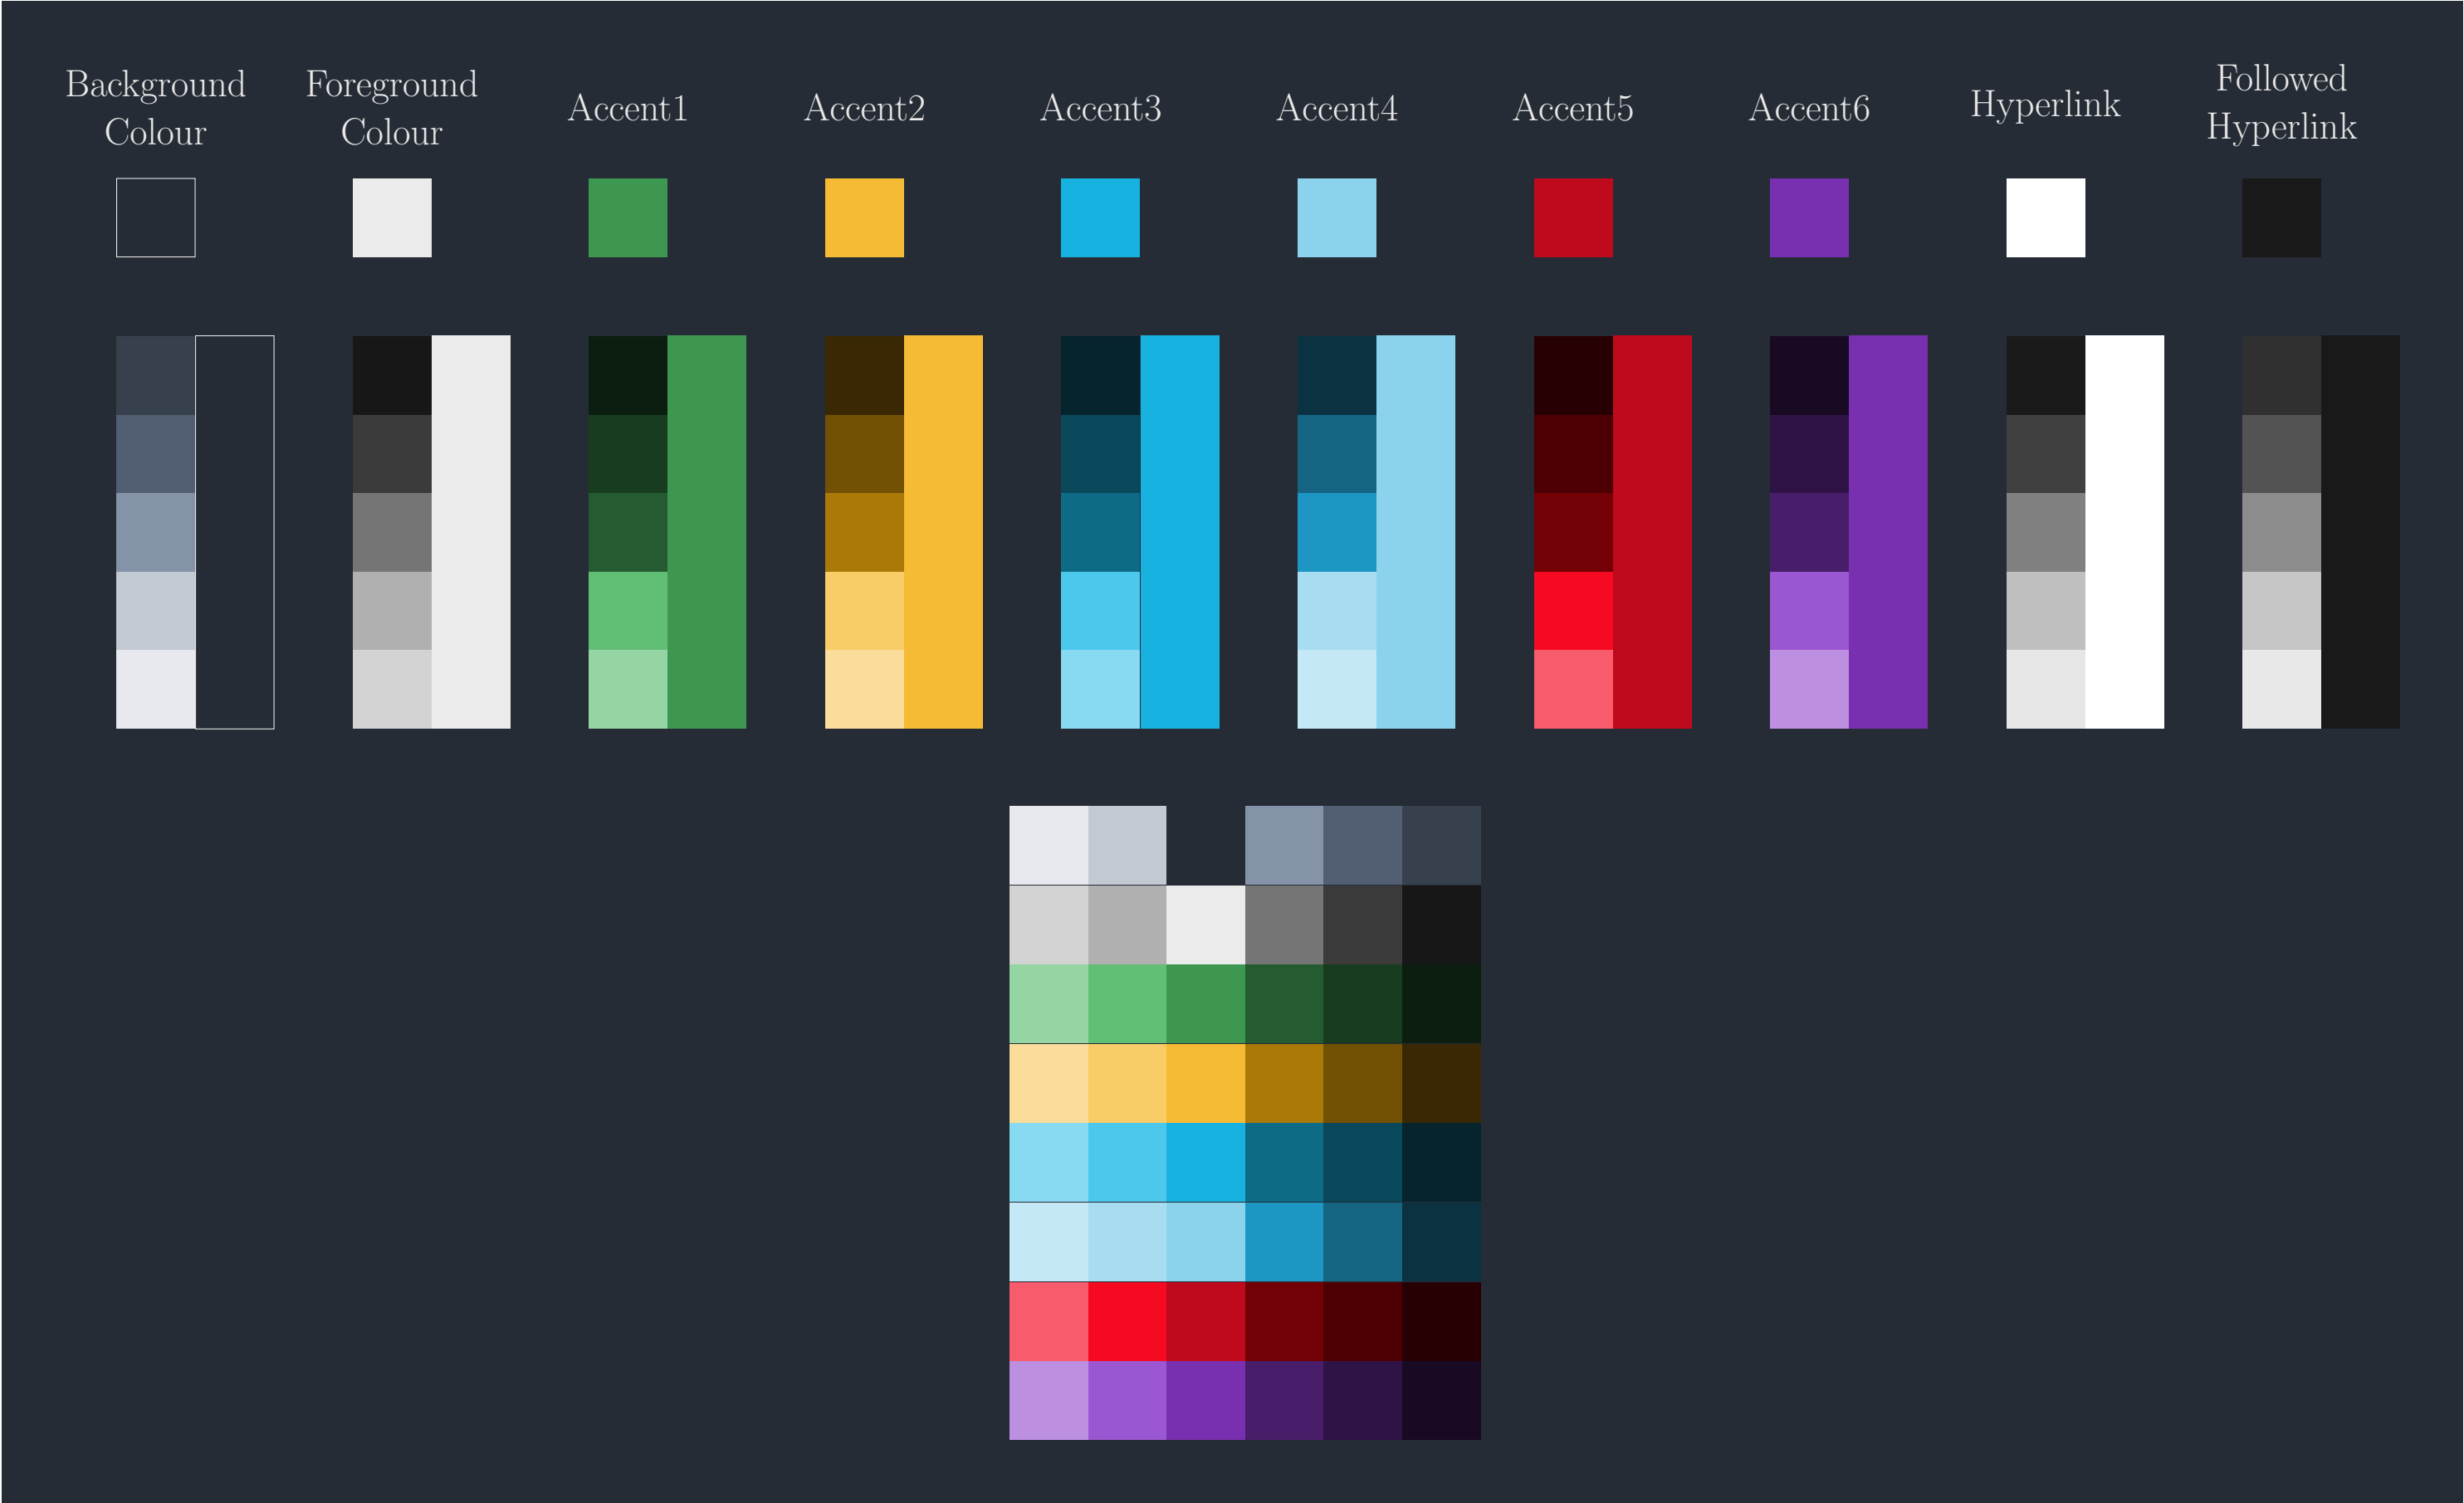 Background
Colour
Foreground
Colour
Accent1
Accent2
Accent3
Accent4
Accent5
Accent6
Hyperlink
Followed
Hyperlink